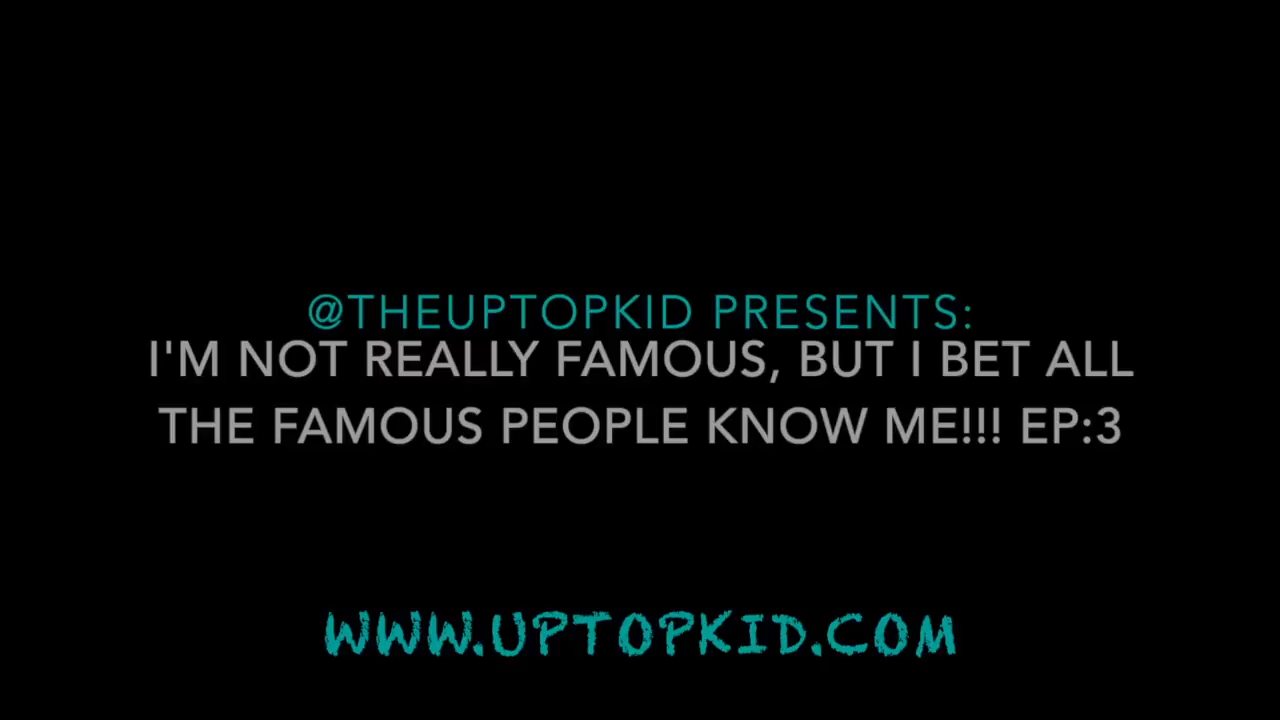 @THEUPTOPKID PRESENTS:
I'M NOT REALLY FAMOUS, BUT I BET ALL
THE FAMOUS PEOPLE KNOW ME!!! EP:3
WWW.UPTOPKID.COM